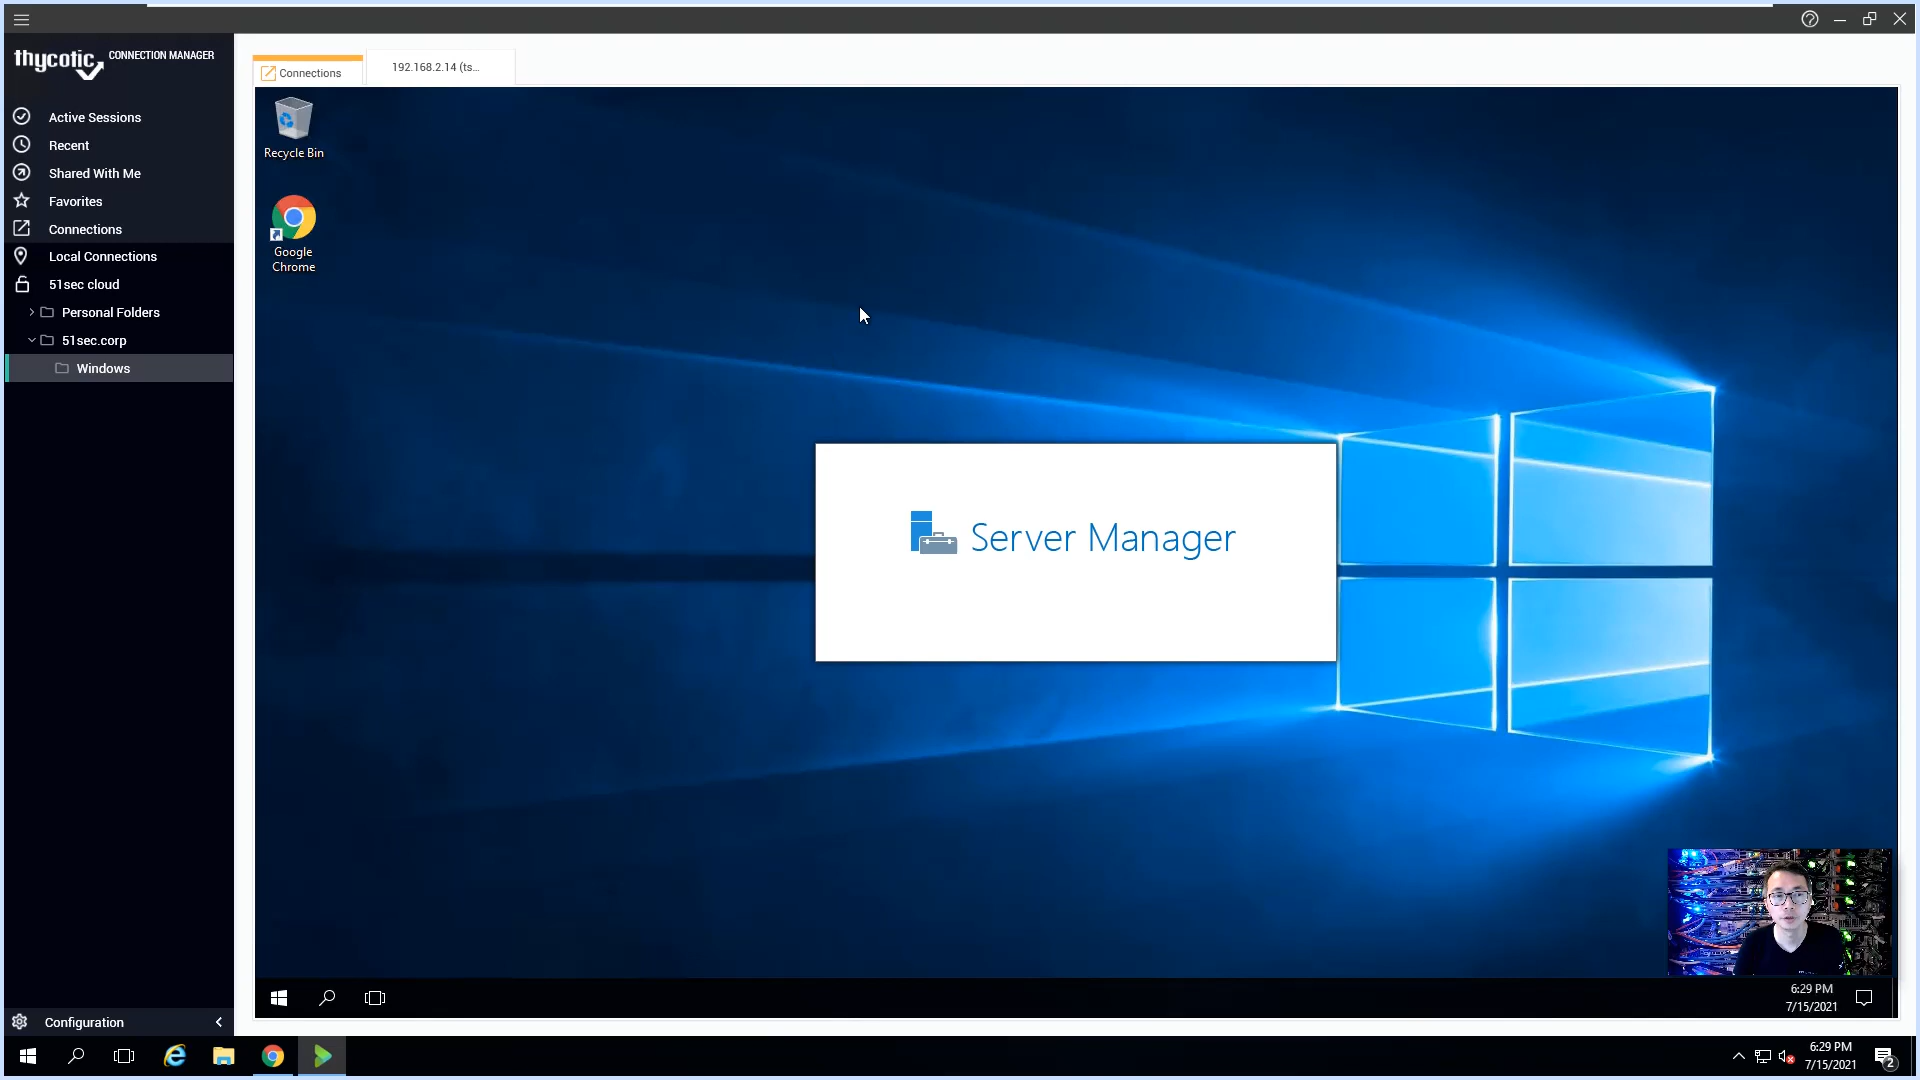 thycotic
CONNECTION MANAGER
Active Sessions
Recent
Shared With Me
Favorites
Connections
Local Connections
51sec cloud
Personal Folders
51sec.corp
Windows
Configuration
Connections
192.168.2.14 (ts...
Recycle Bin
Google
Chrome
Server Manager
6:29 PM
7/15/2021
6:29 PM
7/15/2021
2